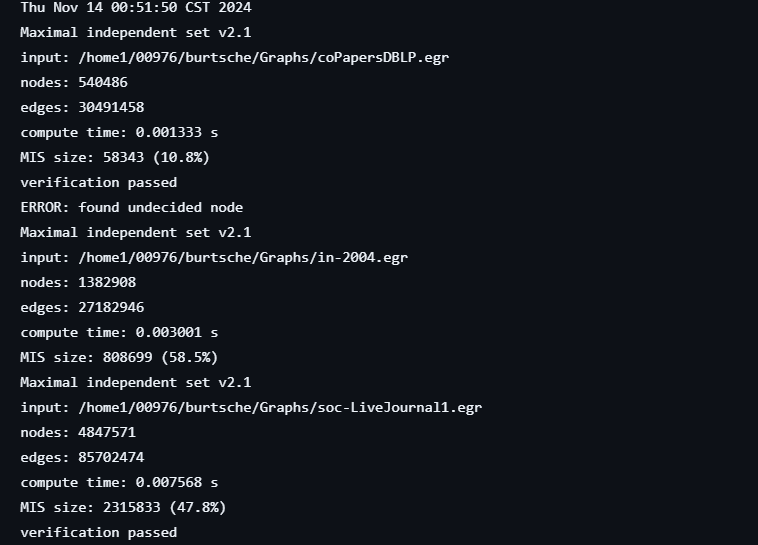 Thu Nov 14 00:51:50 CST 2024
Maximal independent set v2.1
input: /home1/00976/burtsche/Graphs/coPapersDBLP.egr
nodes: 540486
edges: 30491458
compute time: 0.001333 s
MIS size: 58343 (10.8%)
verification passed
ERROR: found undecided node
Maximal independent set v2.1
input: /home1/00976/burtsche/Graphs/in-2004.egr
nodes: 1382908
edges: 27182946
compute time: 0.003001 s
MIS size: 808699 (58.5%)
Maximal independent set v2.1
input: /home1/00976/burtsche/Graphs/soc-LiveJournal1.egr
nodes: 4847571
edges: 85702474
compute time: 0.007568 s
MIS size: 2315833 (47.8%)
verification passed